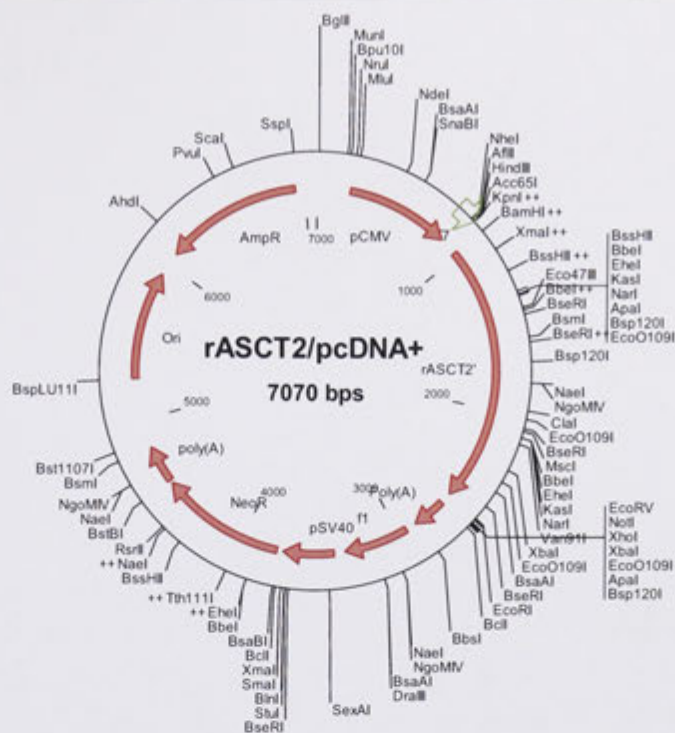 BglII
MunI
Bpu10I
NruI
MluI
NdeI
BsaAI
SnaBI
NheI
AflII
HindIII
Acc65I
KpnI ++
BamHI ++
XmaI ++
BssHII ++
Eco47III
BbeI ++
BseRI
BsmI
BseRI ++
Bsp120I
BssHII
BbeI
EheI
KasI
NarI
ApaI
Bsp120I
EcoO109I
NaeI
NgoMIV
ClaI
EcoO109I
BseRI
MscI
BbeI
EheI
KasI
NarI
Van91I
XbaI
EcoO109I
BsaAI
BseRI
EcoRI
BclI
EcoRV
NotI
XhoI
XbaI
EcoO109I
ApaI
Bsp120I
BbsI
NaeI
NgoMIV
BsaAI
DraIII
SexAI
BseRI
StuI
BlnI
SmaI
XmaI
BclI
BsaBI
BbeI
++ EheI
++ Tth111I
BssHII
++ NaeI
RsrII
BstBI
NaeI
NgoMIV
BsmI
Bst1107I
BspLU11I
AhdI
PvuI
ScaI
SspI
AmpR
7000
pCMV
1000
6000
Ori
rASCT2/pcDNA+
7070 bps
rASCT2'
2000
5000
poly(A)
NeoR
4000
pSV40
f1
3000
Poly(A)